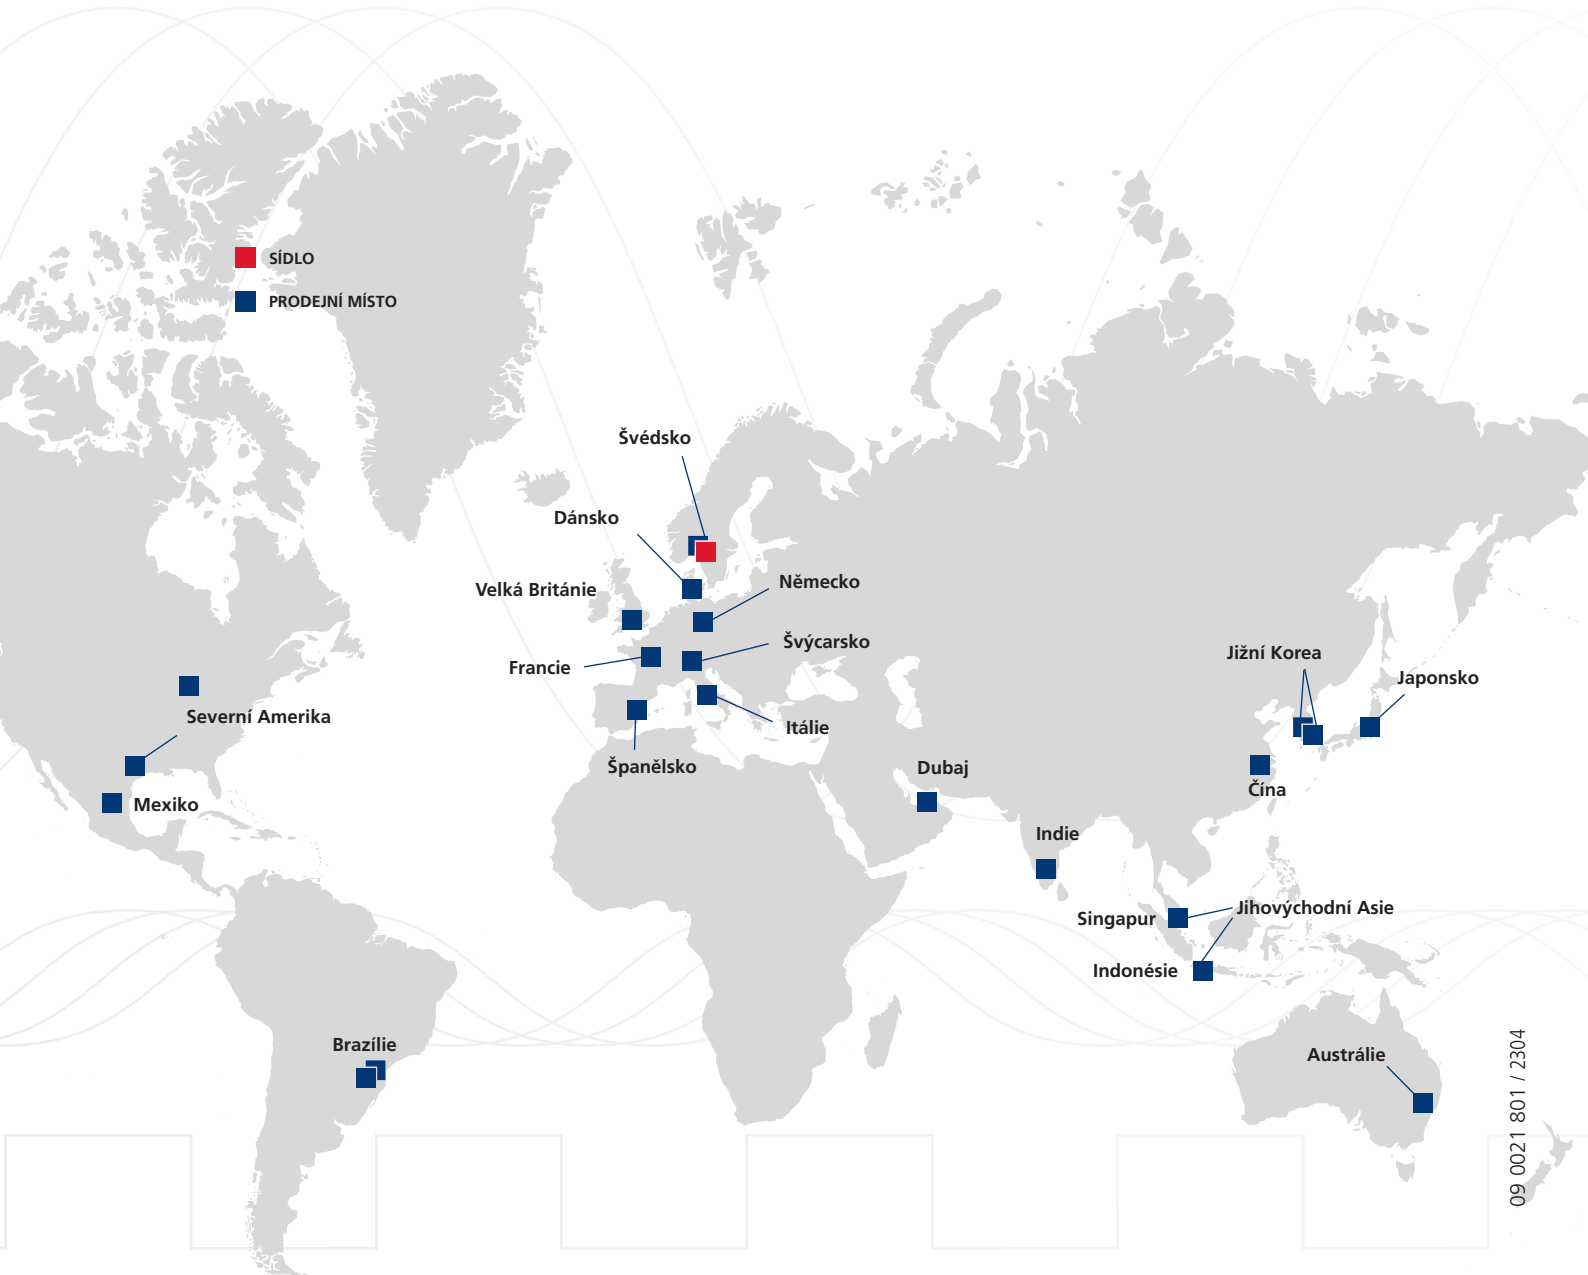 SÍDLO
PRODEJNÍ MÍSTO
Švédsko
Dánsko
Velká Británie
Německo
Švýcarsko
Francie
Itálie
Španělsko
Severní Amerika
Mexiko
Brazílie
Dubaj
Indie
Jižní Korea
Japonsko
Čína
Singapur
Jihovýchodní Asie
Indonésie
Austrálie
09 0021 801 / 2304